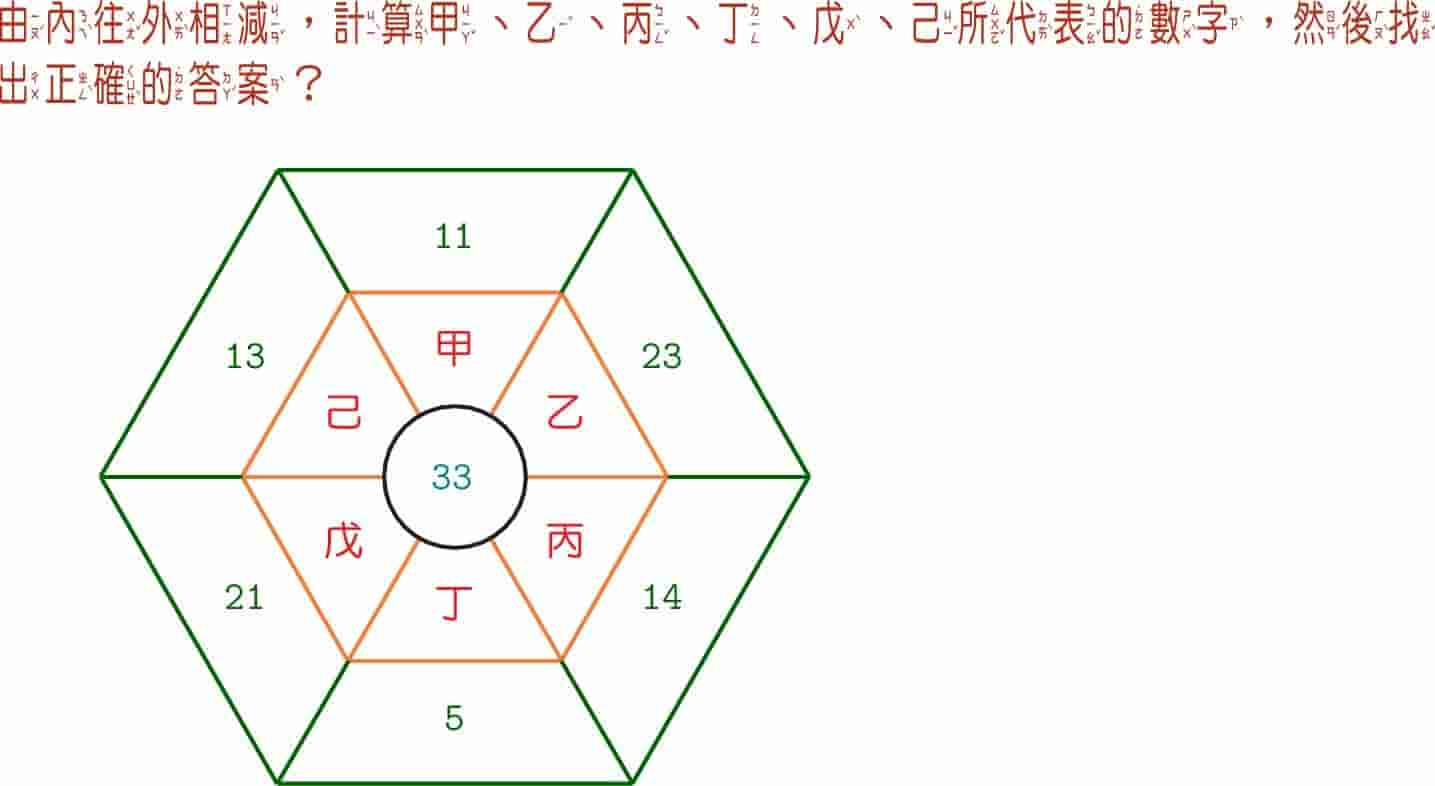 由內往外相減，計算甲、乙、丙、丁、戊、己所代表的數字，然後找
出正確的答案？
11
13
甲
23
己
乙
33
戊
丙
丁
21
14
5